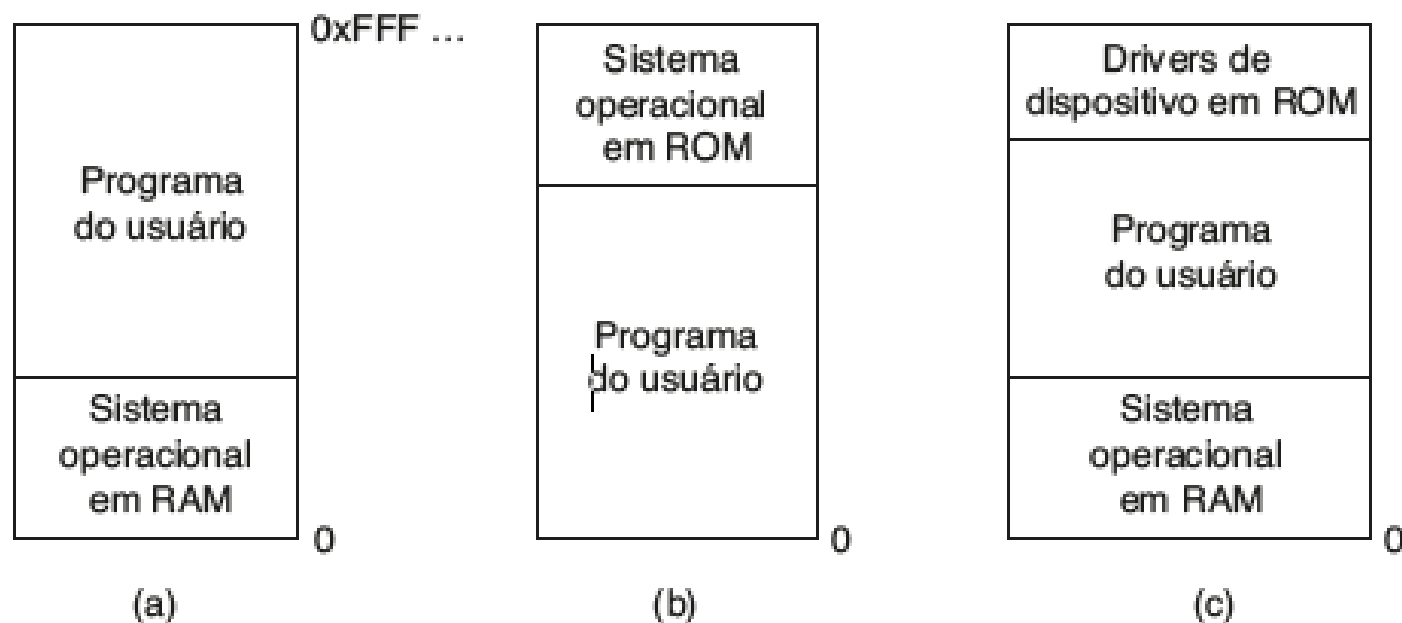 Programa
do usuário
Sistema
operacional
em RAM
0xFFF ...
0
(a)
Sistema
operacional
em ROM
Programa
do usuário
0
(b)
Drivers de
dispositivo em ROM
Programa
do usuário
Sistema
operacional
em RAM
0
(c)